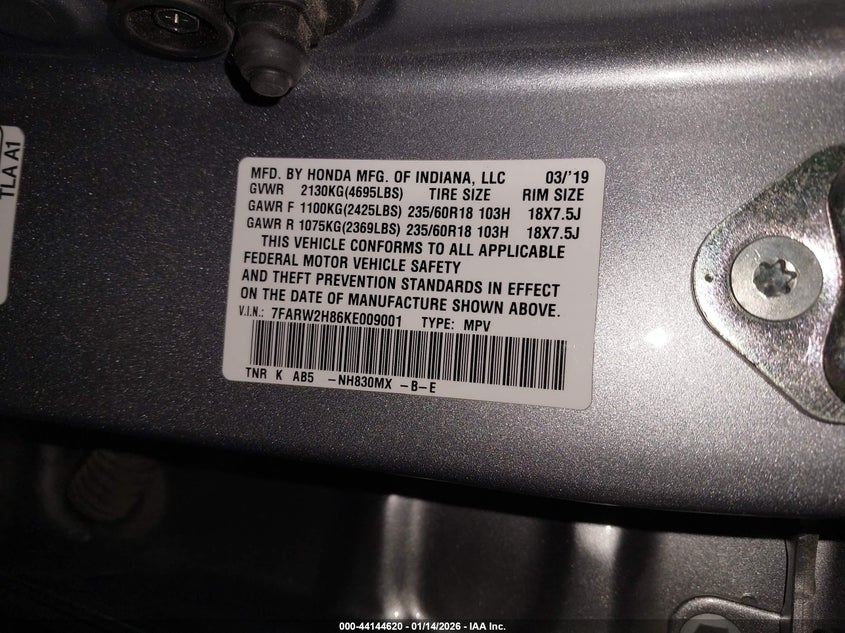 TLA A1
MFD. BY HONDA MFG. OF INDIANA, LLC 03/'19
GVWR 2130KG(4695LBS) TIRE SIZE RIM SIZE
GAWR F 1100KG(2425LBS) 235/60R18 103H 18X7.5J
GAWR R 1075KG(2369LBS) 235/60R18 103H 18X7.5J
THIS VEHICLE CONFORMS TO ALL APPLICABLE
FEDERAL MOTOR VEHICLE SAFETY
AND THEFT PREVENTION STANDARDS IN EFFECT
ON THE DATE OF MANUFACTURE SHOWN ABOVE.
V.I.N.: 7FARW2H86KE009001 TYPE: MPV
TNR K AB5 -NH830MX -B-E
000-44144620 - 01/14/2026 - IAA Inc.